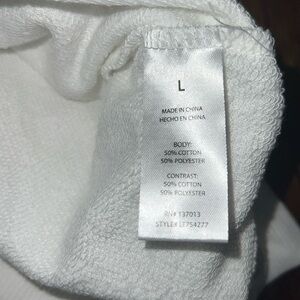 L
MADE IN CHINA
HECHO EN CHINA
BODY:
50% COTTON
50% POLYESTER
CONTRAST:
50% COTTON
50% POLYESTER
RN# 137013
STYLE# LE754277